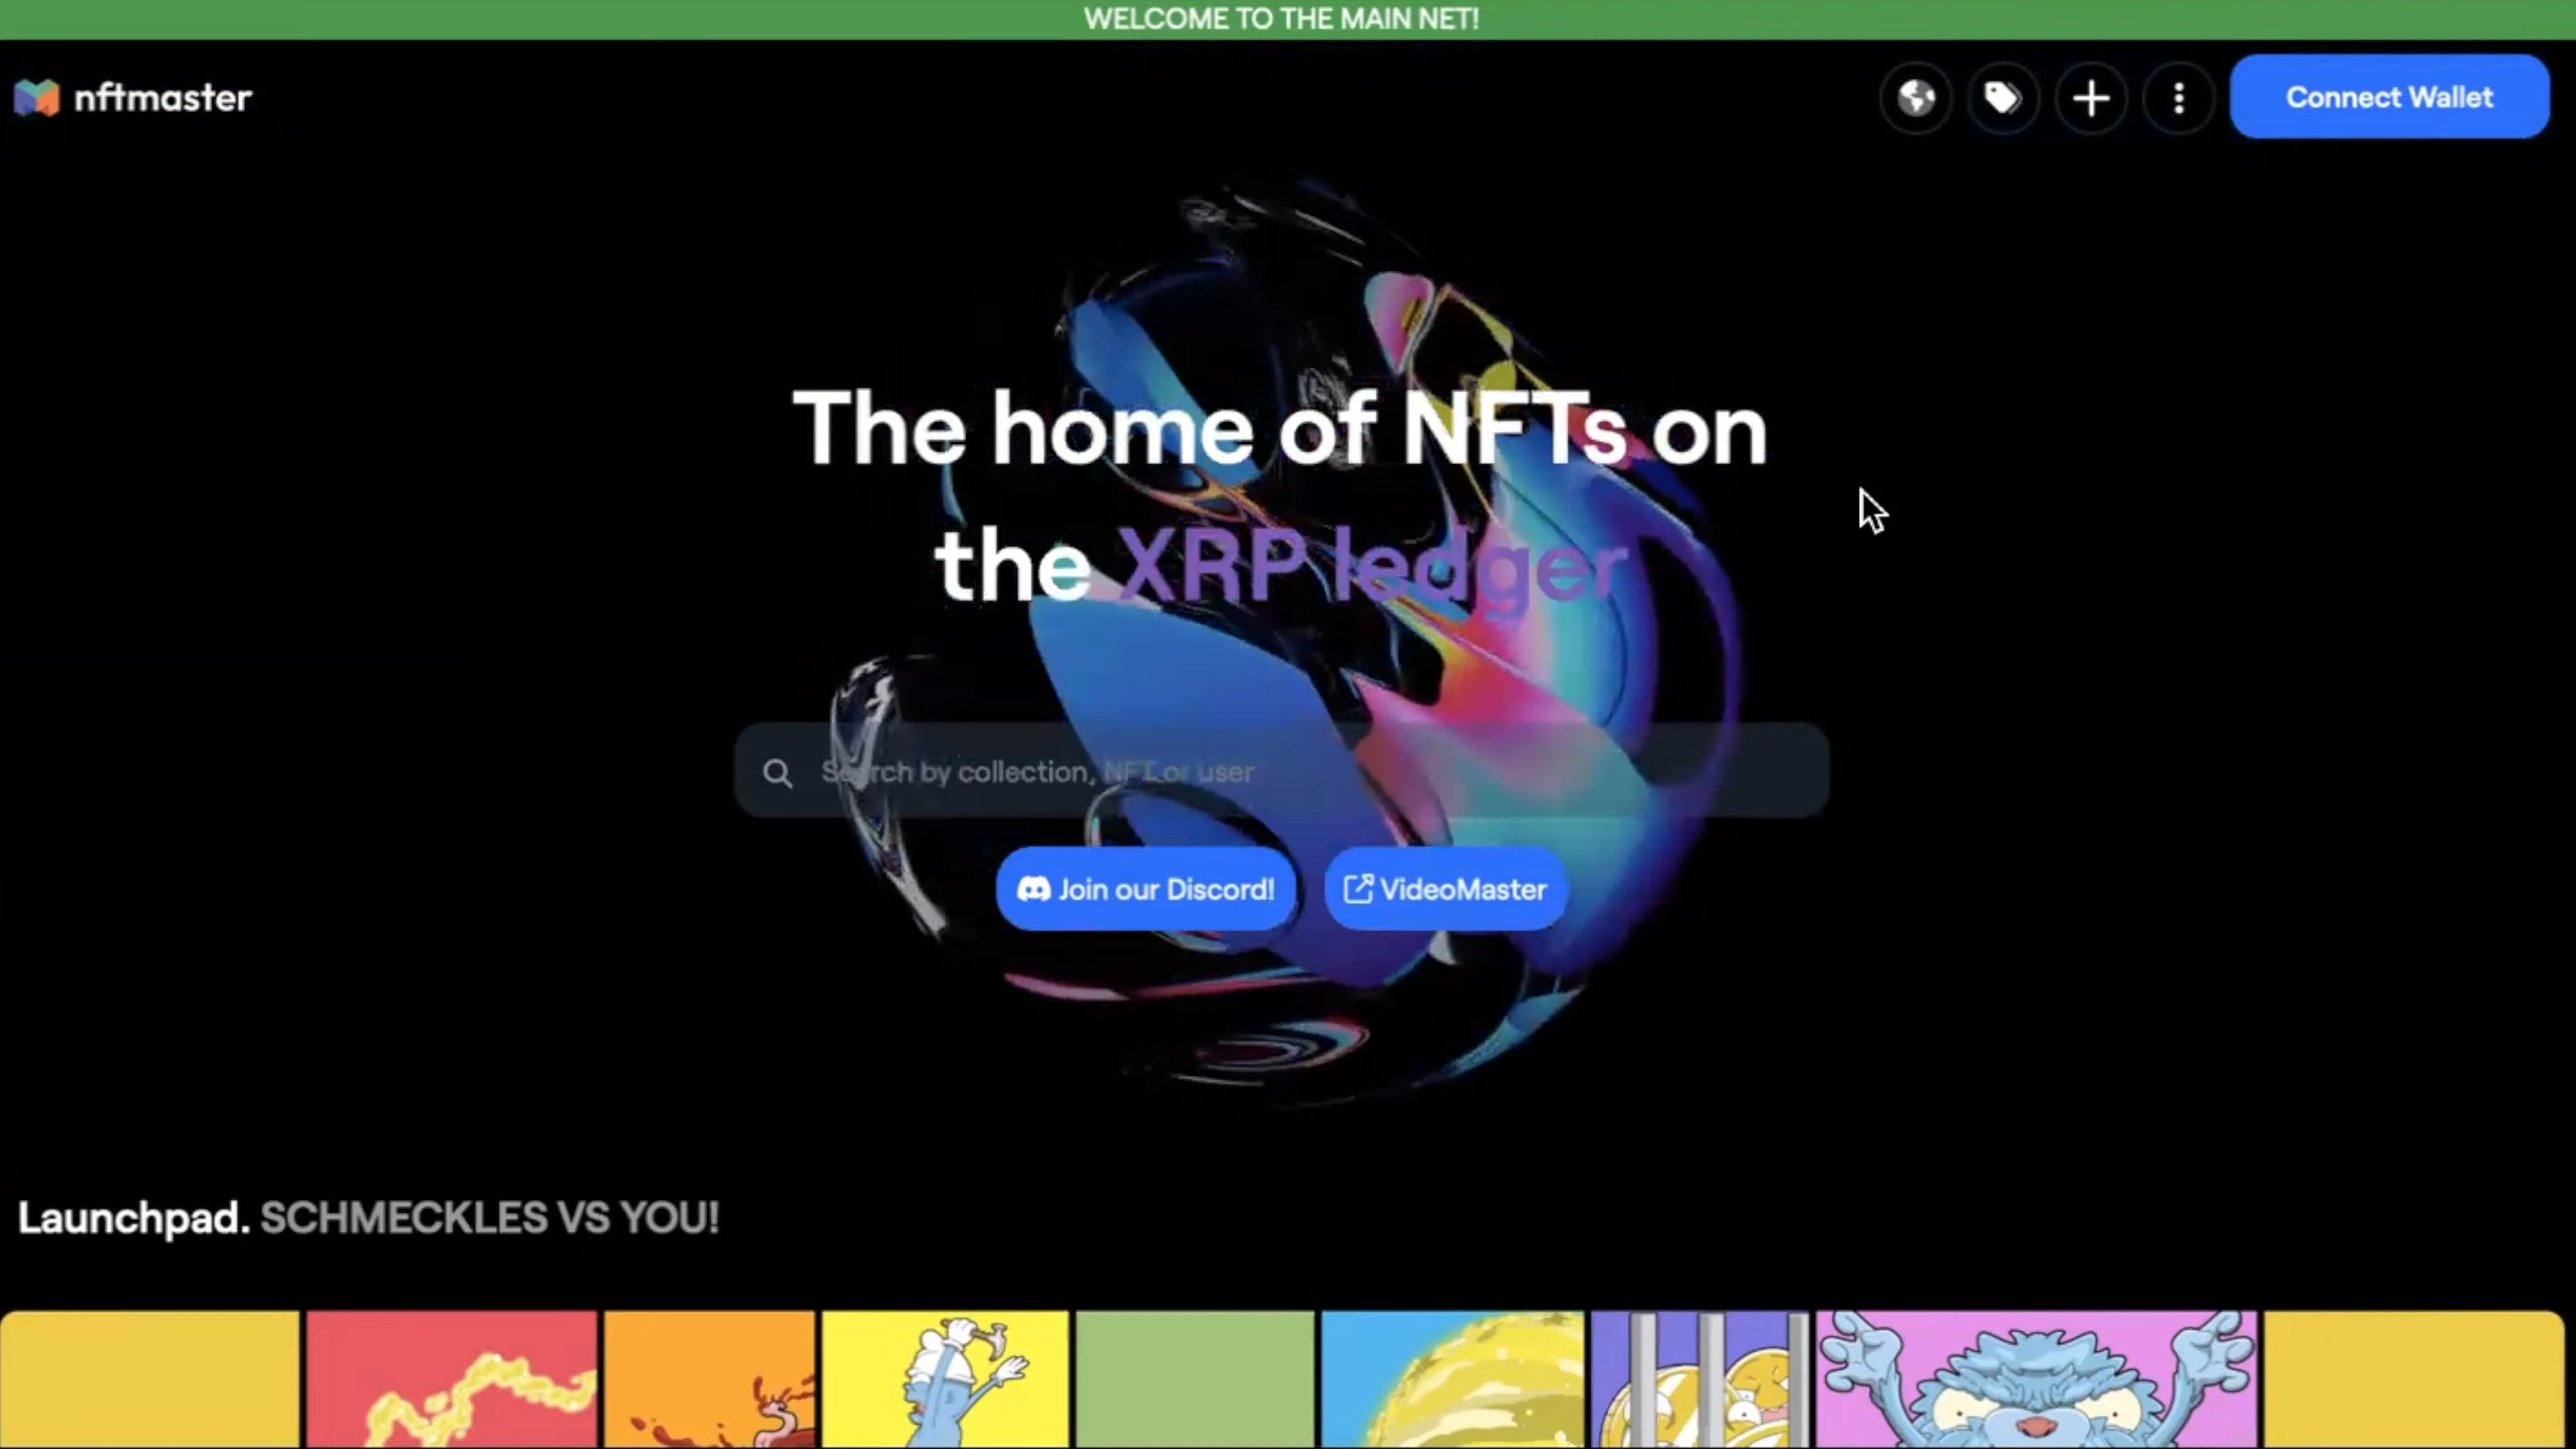 WELCOME TO THE MAIN NET!
nftmaster
Connect Wallet
The home of NFTs on
the XRP ledger
Search by collection, NFT or user
Join our Discord!
VideoMaster
Launchpad. SCHMECKLES VS YOU!